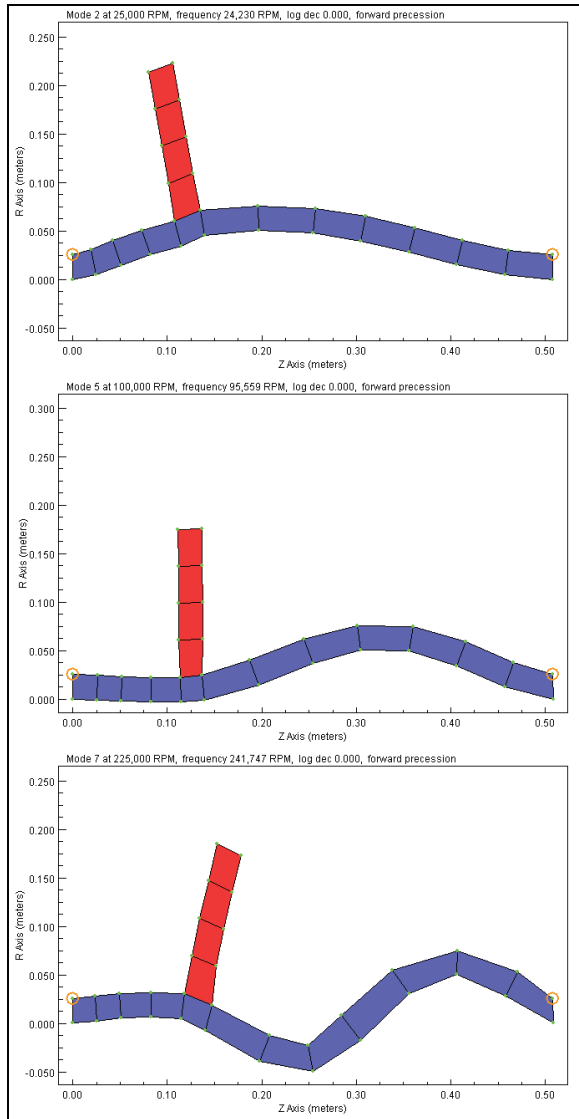 Mode 2 at 25,000 RPM, frequency 24,230 RPM, log dec 0.000, forward precession
0.250
0.200
0.150
0.100
0.050
0.000
-0.050
R Axis (meters)
0.00 0.10 0.20 0.30 0.40 0.50
Z Axis (meters)
Mode 5 at 100,000 RPM, frequency 95,559 RPM, log dec 0.000, forward precession
0.300
0.250
0.200
0.150
0.100
0.050
0.000
R Axis (meters)
0.00 0.10 0.20 0.30 0.40 0.50
Z Axis (meters)
Mode 7 at 225,000 RPM, frequency 241,747 RPM, log dec 0.000, forward precession
0.250
0.200
0.150
0.100
0.050
0.000
-0.050
R Axis (meters)
0.00 0.10 0.20 0.30 0.40 0.50
Z Axis (meters)